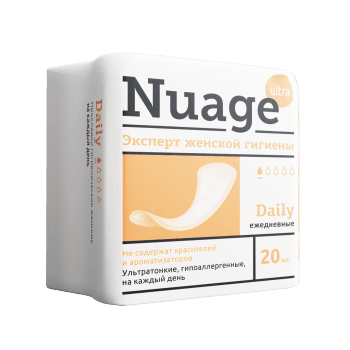 Nuage
ultra
Эксперт женской гигиены
Daily
ежедневные
Не содержат красителей
и ароматизаторов
Ультратонкие, гипоаллергенные,
на каждый день
20 шт.
Daily
на каждый день